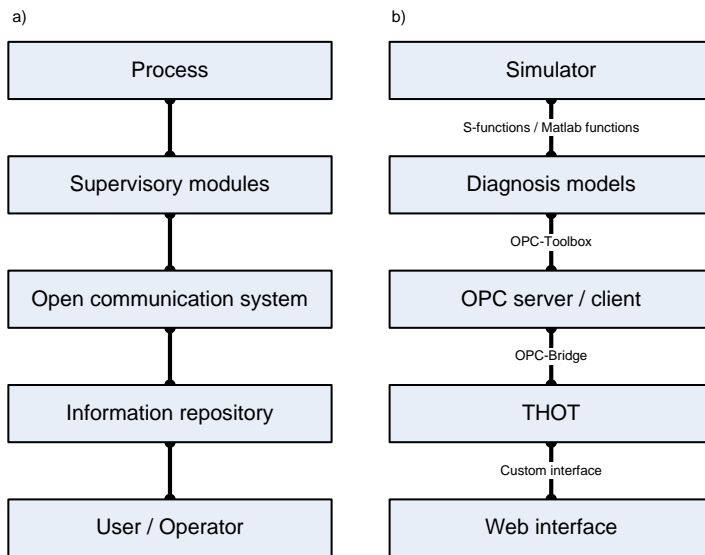 a)
Process
Supervisory modules
Open communication system
Information repository
User / Operator
b)
Simulator
S-functions / Matlab functions
Diagnosis models
OPC-Toolbox
OPC server / client
OPC-Bridge
THOT
Custom interface
Web interface